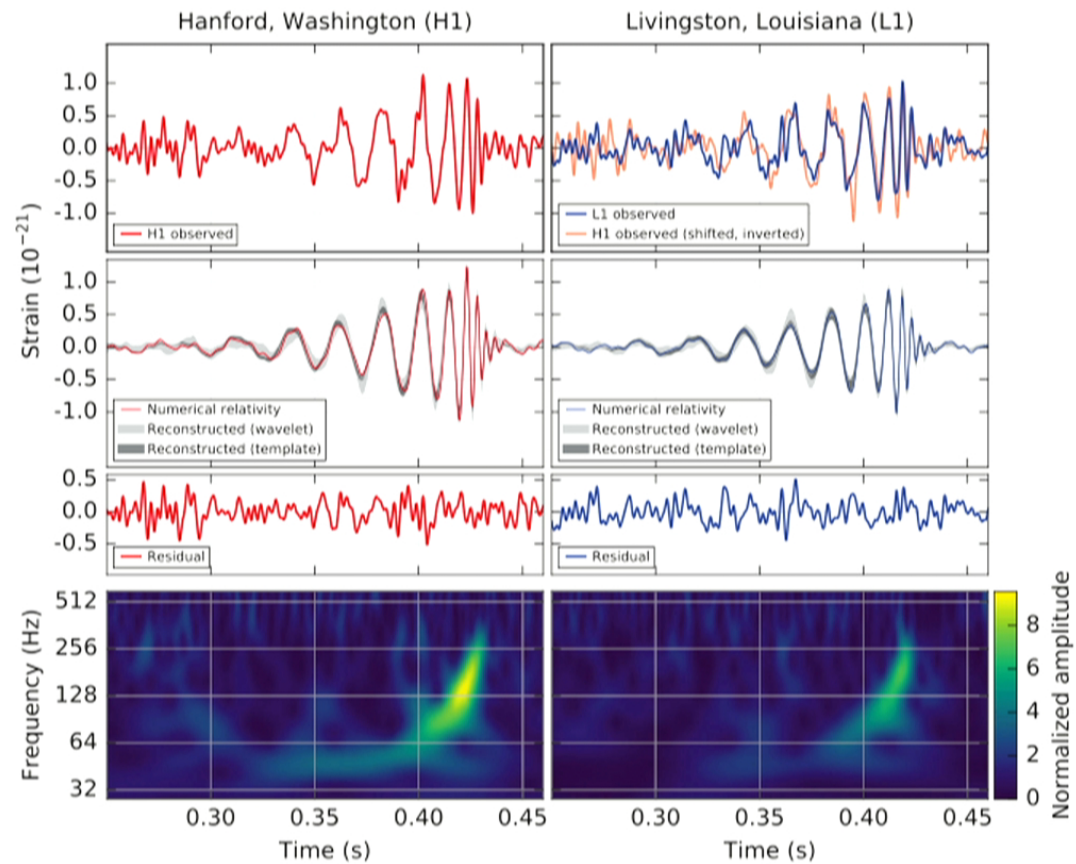 Hanford, Washington (H1)
Livingston, Louisiana (L1)
Strain (10⁻²¹)
1.0
0.5
0.0
-0.5
-1.0
H1 observed
L1 observed
H1 observed (shifted, inverted)
1.0
0.5
0.0
-0.5
-1.0
Numerical relativity
Reconstructed (wavelet)
Reconstructed (template)
Numerical relativity
Reconstructed (wavelet)
Reconstructed (template)
0.5
0.0
-0.5
Residual
Residual
Frequency (Hz)
512
256
128
64
32
Normalized amplitude
8
6
4
2
0
0.30 0.35 0.40 0.45
0.30 0.35 0.40 0.45
Time (s)
Time (s)